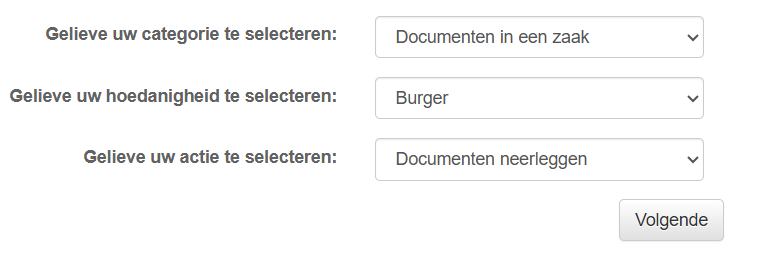 Gelieve uw categorie te selecteren: Documenten in een zaak
Gelieve uw hoedanigheid te selecteren: Burger
Gelieve uw actie te selecteren: Documenten neerleggen
Volgende